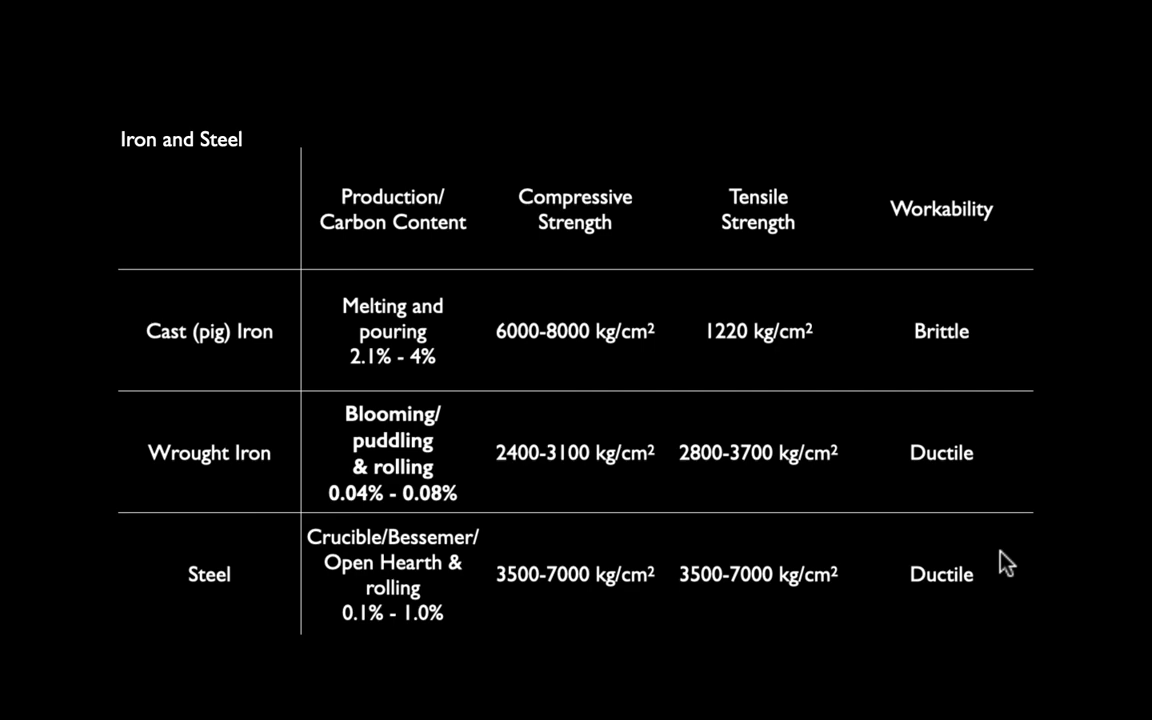 Iron and Steel
Production/
Carbon Content
Compressive
Strength
Tensile
Strength
Workability
Cast (pig) Iron
Melting and
pouring
2.1% - 4%
6000-8000 kg/cm²
1220 kg/cm²
Brittle
Wrought Iron
Blooming/
puddling
& rolling
0.04% - 0.08%
2400-3100 kg/cm²
2800-3700 kg/cm²
Ductile
Steel
Crucible/Bessemer/
Open Hearth &
rolling
0.1% - 1.0%
3500-7000 kg/cm²
3500-7000 kg/cm²
Ductile